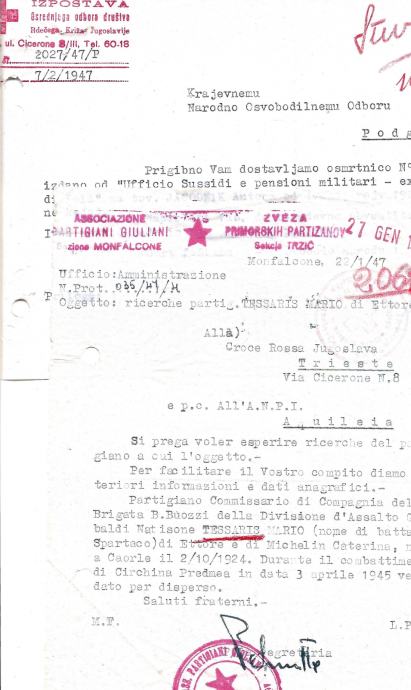 IZPOSTAVA
Osrednjega odbora društva
Rdečega Križa Jugoslavije
ul. Cicerone 8/III, Tel. 60-18
2027/47/P
7/2/1947
Krajevnemu
Narodno Osvobodilnemu Odboru
Pod
Prigibno Vam dostavljamo osmrtnico N°
izdano od "Ufficio Sussidi e pensioni militari - e
di
ne
ASSOCIAZIONE
PARTIGIANI GIULIANI
Sezione MONFALCONE
ZVEZA
PRIMORSKIH PARTIZANOV
Sekcija TRŽIČ
27 GEN 1
Monfalcone, 22/1/47
206
Ufficio:Amministrazione
N.Prot. 036/47/H
Oggetto: ricerche partig.TESSARIS MARIO di Ettor
Alla
Croce Rossa Jugoslava
Trieste
Via Cicerone N.8
e p.c. All'A.N.P.I.
Aquileia
Si prega voler esperire ricerche del pa
giano a cui l'oggetto.-
Per facilitare il Vostro compito diamo
teriori informazioni e dati anagrafici.-
Partigiano Commissario di Compagnia del
Brigata B.Buozzi della Divisione d'Assalto G
baldi Natisone TESSARIS MARIO (nome di batta
Spartaco)di Ettore e di Michelin Caterina, n
a Caorle il 2/10/1924. Durante il combattime
di Circhina Predmea in data 3 aprile 1945 ve
dato per disperso.
Saluti fraterni.-
M.F.
L.P
Segretaria